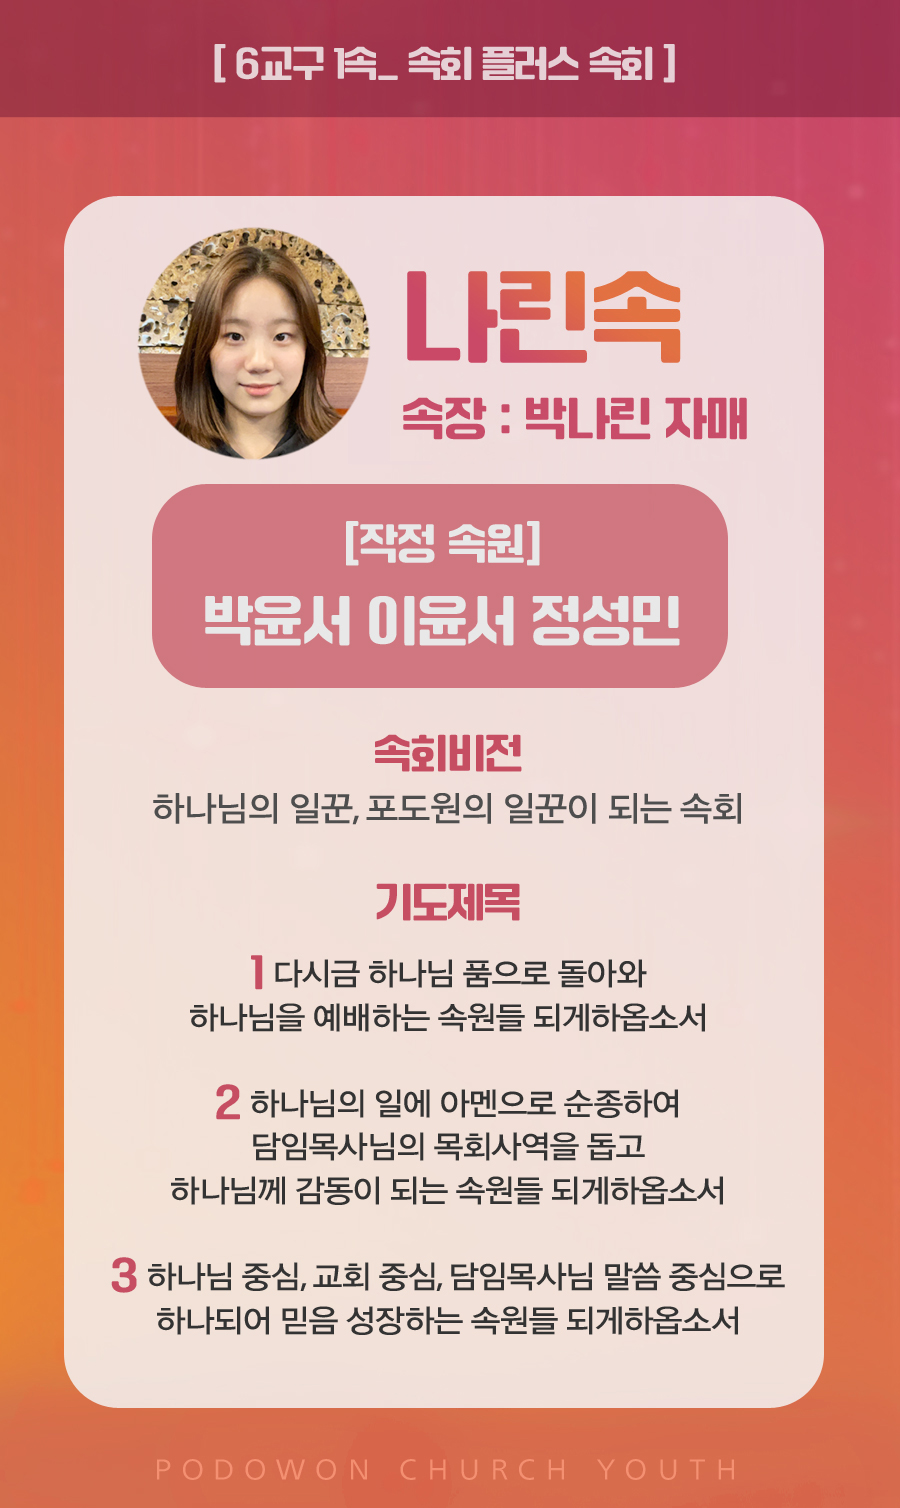 [ 6교구 1속_ 속회 플러스 속회 ]
나린속
속장 : 박나린 자매
[작정 속원]
박윤서 이윤서 정성민
속회비전
하나님의 일꾼, 포도원의 일꾼이 되는 속회
기도제목
1 다시금 하나님 품으로 돌아와
하나님을 예배하는 속원들 되게하옵소서
2 하나님의 일에 아멘으로 순종하여
담임목사님의 목회사역을 돕고
하나님께 감동이 되는 속원들 되게하옵소서
3 하나님 중심, 교회 중심, 담임목사님 말씀 중심으로
하나되어 믿음 성장하는 속원들 되게하옵소서
PODOWON CHURCH YOUTH